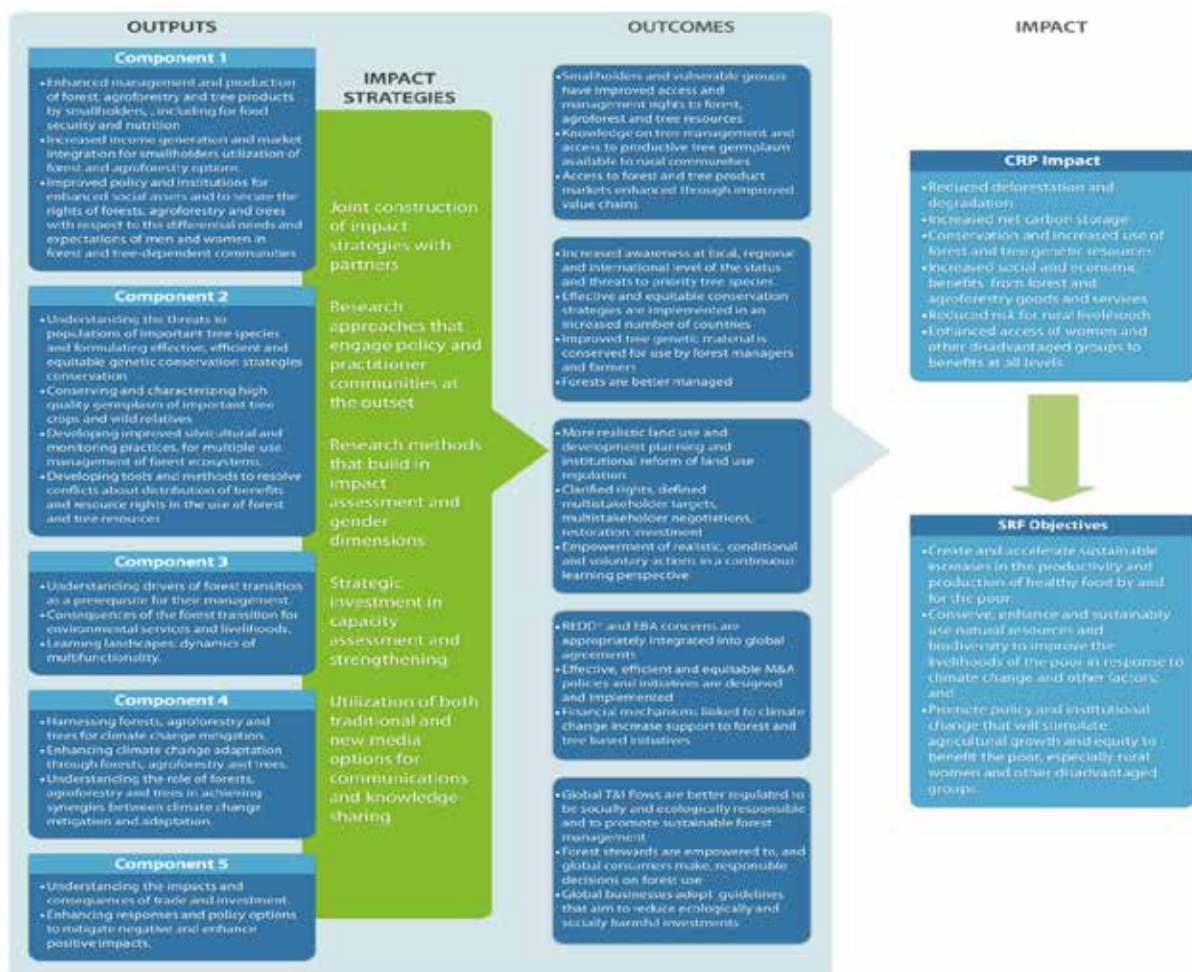 OUTPUTS
Component 1
•Enhanced management and production
of forest, agroforestry and tree products
by smallholders, , including for food
security and nutrition
•Increased income generation and market
integration for smallholders utilization of
forest and agroforestry options.
•Improved policy and institutions for
enhanced social assets and to secure the
rights of forests, agroforestry and trees
with respect to the differential needs and
expectations of men and women in
forest and tree-dependent communities
Component 2
•Understanding the threats to
populations of important tree species
and formulating effective, efficient and
equitable genetic conservation strategies
conservation
•Conserving and characterizing high
quality germplasm of important tree
crops and wild relatives
•Developing improved silvicultural and
monitoring practices, for multiple-use
management of forest ecosystems.
•Developing tools and methods to resolve
conflicts about distribution of benefits
and resource rights in the use of forest
and tree resources
Component 3
•Understanding drivers of forest transition
as a prerequisite for their management.
•Consequences of the forest transition for
environmental services and livelihoods.
•Learning landscapes: dynamics of
multifunctionality.
Component 4
•Harnessing forests, agroforestry and
trees for climate change mitigation.
•Enhancing climate change adaptation
through forests, agroforestry and trees.
•Understanding the role of forests,
agroforestry and trees in achieving
synergies between climate change
mitigation and adaptation.
Component 5
•Understanding the impacts and
consequences of trade and investment.
•Enhancing responses and policy options
to mitigate negative and enhance
positive impacts.
IMPACT
STRATEGIES
Joint construction
of impact
strategies with
partners
Research
approaches that
engage policy and
practitioner
communities at
the outset
Research methods
that build in
impact
assessment and
gender
dimensions
Strategic
investment in
capacity
assessment and
strengthening
Utilization of both
traditional and
new media
options for
communications
and knowledge
sharing
OUTCOMES
•Smallholders and vulnerable groups
have improved access and
management rights to forest,
agroforest and tree resources
•Knowledge on tree management and
access to productive tree germplasm
available to rural communities
•Access to forest and tree product
markets enhanced through improved
value chains
•Increased awareness at local, regional
and international level of the status
and threats to priority tree species
•Effective and equitable conservation
strategies are implemented in an
increased number of countries
•Improved tree genetic material is
conserved for use by forest managers
and farmers
•Forests are better managed
•More realistic land use and
development planning and
institutional reform of land use
regulation
•Clarified rights, defined
multistakeholder targets,
multistakeholder negotiations,
restoration investment
•Empowerment of realistic, conditional
and voluntary actions in a continuous
learning perspective
•REDD+ and EBA concerns are
appropriately integrated into global
agreements
•Effective, efficient and equitable M&A
policies and initiatives are designed
and implemented
•Financial mechanisms linked to climate
change increase support to forest and
tree based initiatives
•Global T&I flows are better regulated to
be socially and ecologically responsible
and to promote sustainable forest
management
•Forest stewards are empowered to, and
global consumers make, responsible
decisions on forest use
•Global businesses adopt guidelines
that aim to reduce ecologically and
socially harmful investments
IMPACT
CRP Impact
•Reduced deforestation and
degradation
•Increased net carbon storage
•Conservation and increased use of
forest and tree genetic resources
•Increased social and economic
benefits from forest and
agroforestry goods and services
•Reduced risk for rural livelihoods
•Enhanced access of women and
other disadvantaged groups to
benefits at all levels
SRF Objectives
•Create and accelerate sustainable
increases in the productivity and
production of healthy food by and
for the poor.
•Conserve, enhance and sustainably
use natural resources and
biodiversity to improve the
livelihoods of the poor in response to
climate change and other factors; and
•Promote policy and institutional
change that will stimulate
agricultural growth and equity to
benefit the poor, especially rural
women and other disadvantaged
groups.